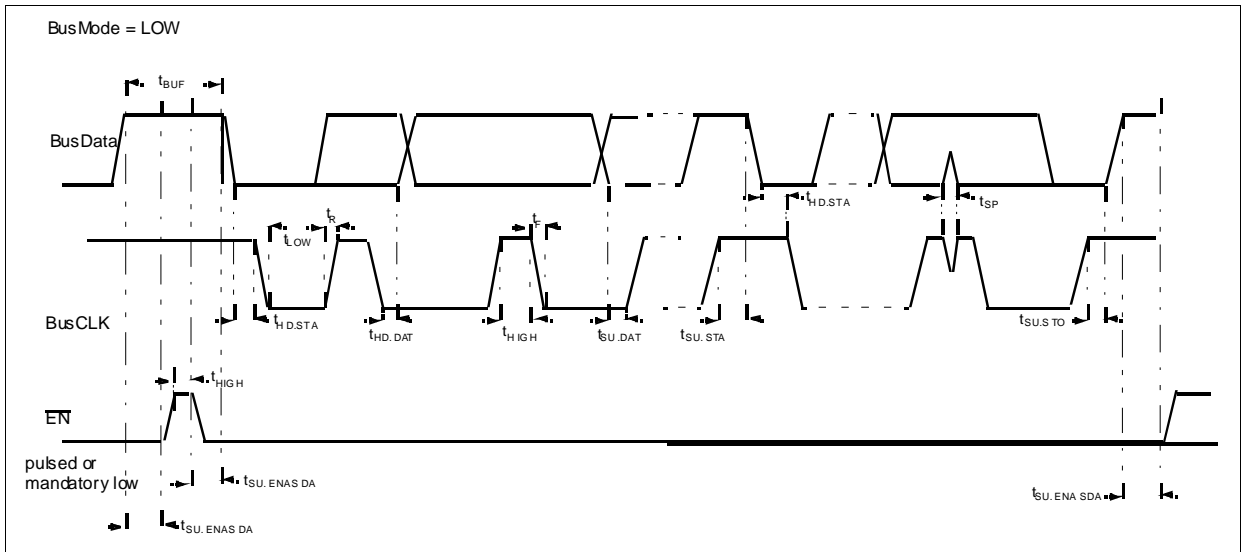 BusMode = LOW
tBUF
BusData
tHD.STA
tSP
tR
tF
tLOW
BusCLK
tHD.STA
tHD.DAT
tHIGH
tSU.DAT
tSU.STA
tSU.STO
tHIGH
EN
pulsed or
mandatory low
tSU.ENASDA
tSU.ENASDA
tSU.ENASDA